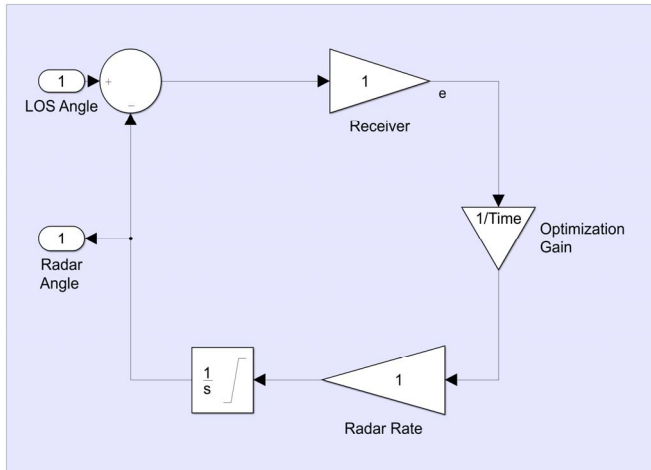 1
+
−
LOS Angle
1
e
Receiver
1/Time
Optimization
Gain
1
Radar
Angle
1
s
1
Radar Rate